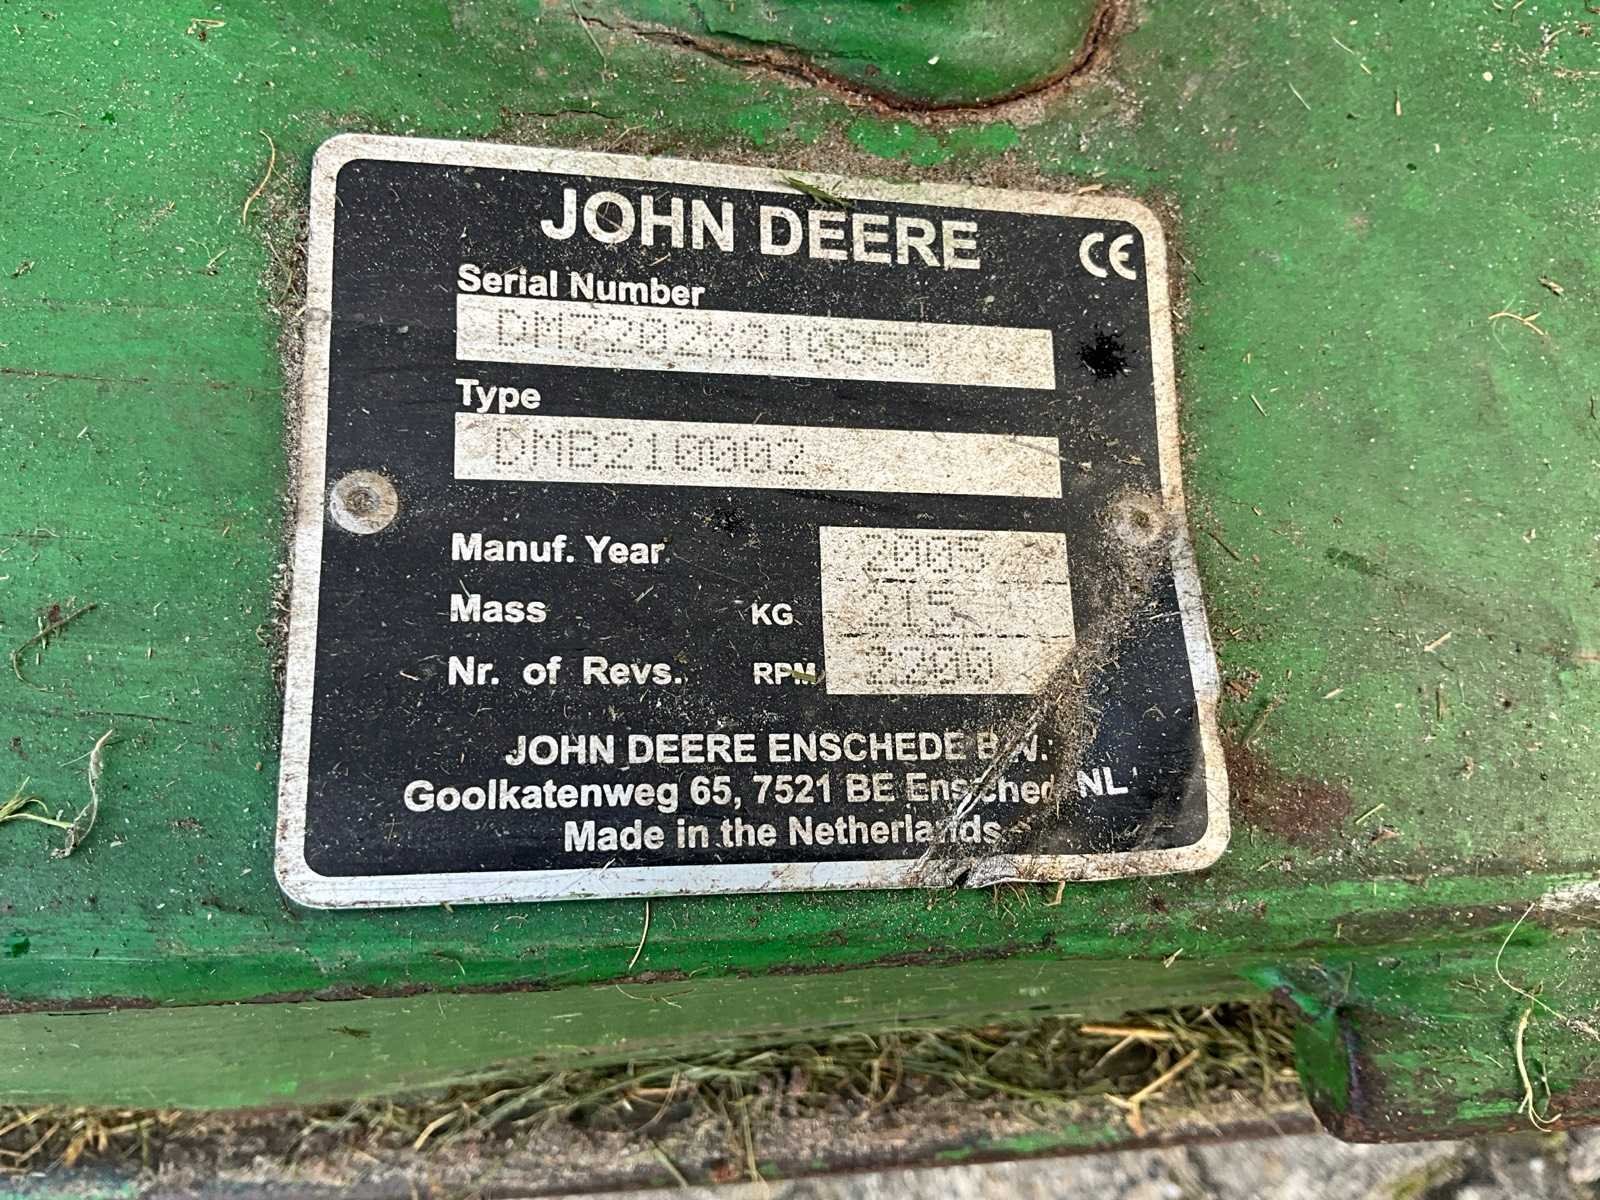 JOHN DEERE
CE
Serial Number
Type
DMB210002
Manuf. Year 2005
Mass KG 215
Nr. of Revs. RPM 2200
JOHN DEERE ENSCHEDE B.V.
Goolkatenweg 65, 7521 BE Enschede NL
Made in the Netherlands